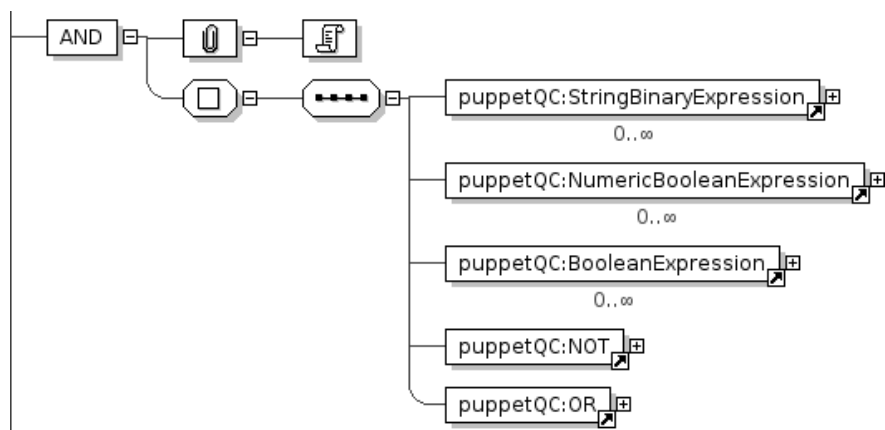 AND
puppetQC:StringBinaryExpression
0..∞
puppetQC:NumericBooleanExpression
0..∞
puppetQC:BooleanExpression
0..∞
puppetQC:NOT
puppetQC:OR